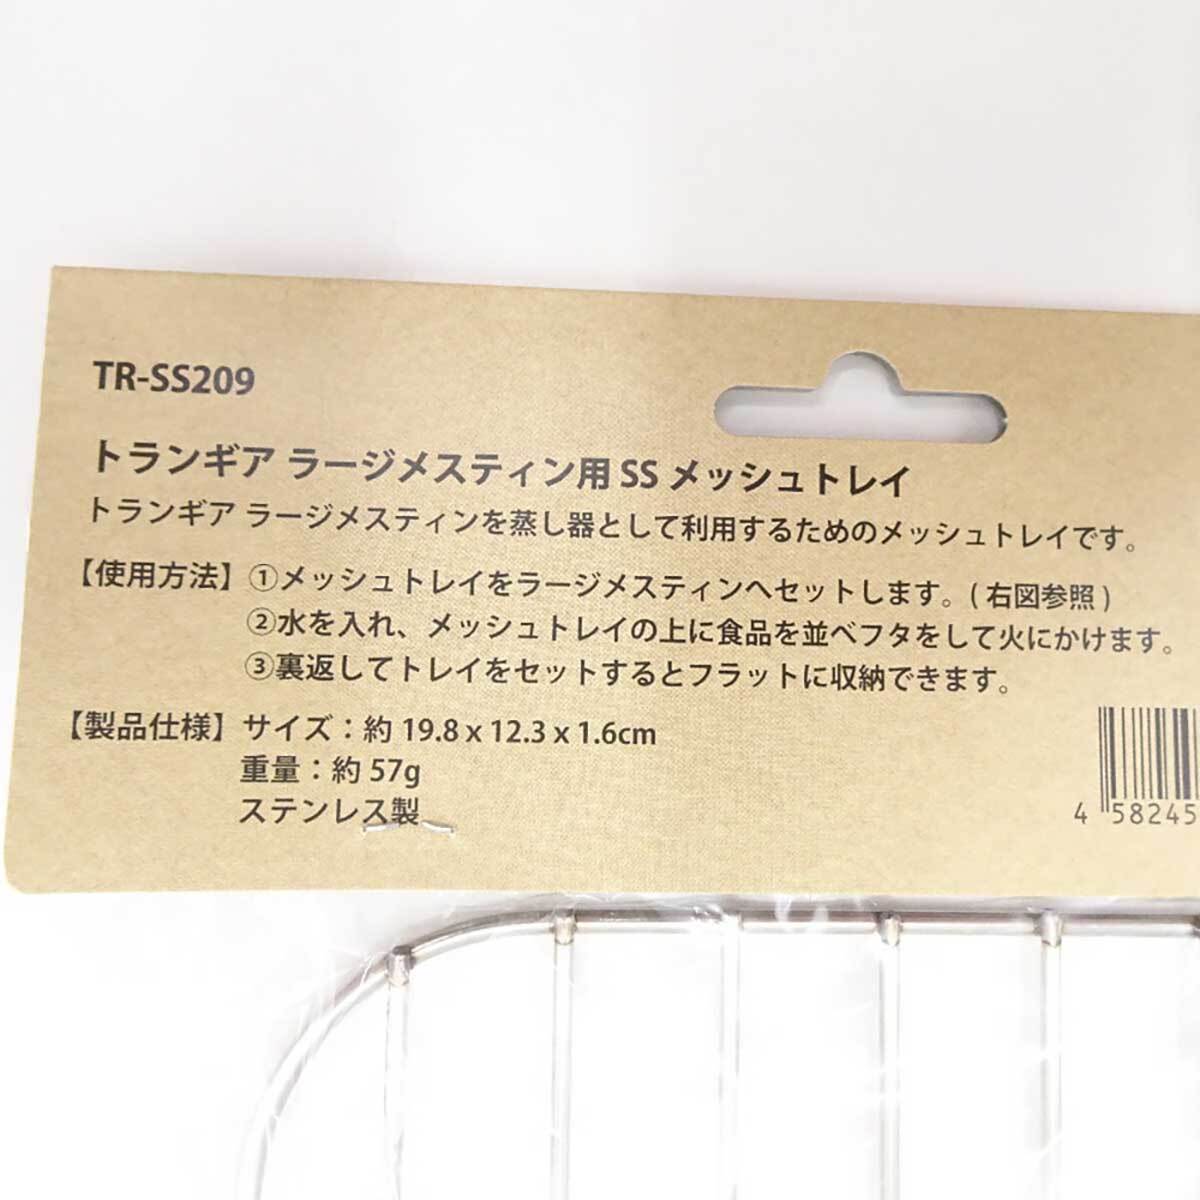 TR-SS209
トランギア ラージメスティン用 SS メッシュトレイ
トランギア ラージメスティンを蒸し器として利用するためのメッシュトレイです。
【使用方法】①メッシュトレイをラージメスティンへセットします。( 右図参照 )
②水を入れ、メッシュトレイの上に食品を並べフタをして火にかけます。
③裏返してトレイをセットするとフラットに収納できます。
【製品仕様】サイズ：約 19.8 x 12.3 x 1.6cm
重量：約 57g
ステンレス製
4 58245